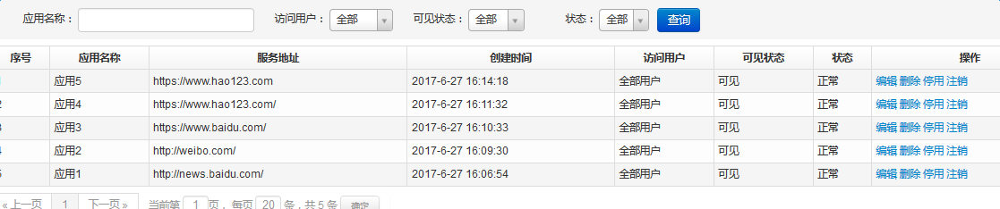 应用名称： 访问用户： 全部 可见状态： 全部 状态： 全部 查询
序号 应用名称 服务地址 创建时间 访问用户 可见状态 状态 操作
应用5 https://www.hao123.com 2017-6-27 16:14:18 全部用户 可见 正常 编辑 删除 停用 注销
2 应用4 https://www.hao123.com/ 2017-6-27 16:11:32 全部用户 可见 正常 编辑 删除 停用 注销
3 应用3 https://www.baidu.com/ 2017-6-27 16:10:33 全部用户 可见 正常 编辑 删除 停用 注销
4 应用2 http://weibo.com/ 2017-6-27 16:09:30 全部用户 可见 正常 编辑 删除 停用 注销
5 应用1 http://news.baidu.com/ 2017-6-27 16:06:54 全部用户 可见 正常 编辑 删除 停用 注销
« 上一页 1 下一页 » 当前第 1 页， 每页 20 条，共 5 条 确定